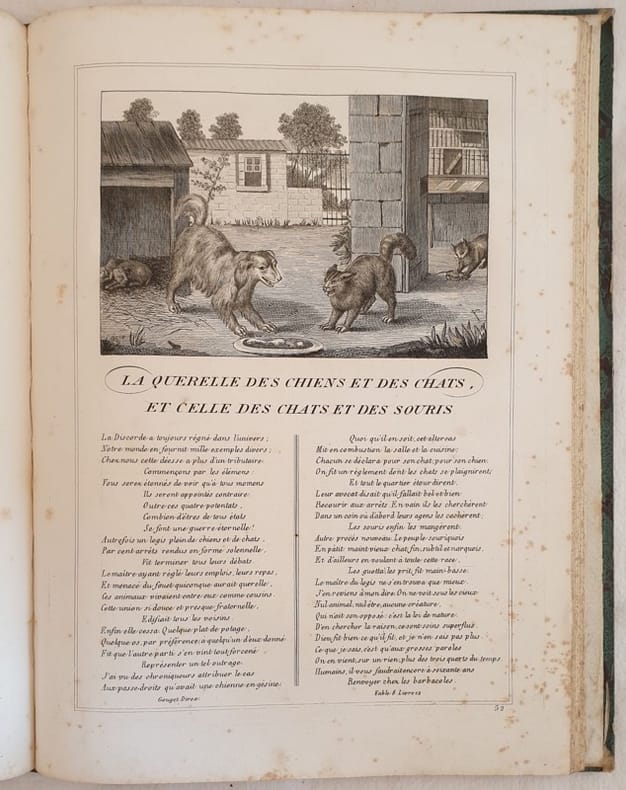 LA QUERELLE DES CHIENS ET DES CHATS,
ET CELLE DES CHATS ET DES SOURIS
La Discorde a toujours régné dans l'univers;
Notre monde en fournit mille exemples divers;
Chez nous cette déesse a plus d'un tributaire.
Commençons par les élémens:
Vous serez étonnés de voir qu'à tous momens
Ils seront appointés contraire.
Outre ces quatre potentats,
Combien d'êtres de tous états
Se font une guerre éternelle!
Autrefois un logis plein de chiens et de chats,
Par cent arrêts rendus en forme solennelle,
Vit terminer tous leurs débats.
Le maître ayant réglé leurs emplois, leurs repas,
Et menacé du fouet quiconque aurait querelle,
Ces animaux vivaient entr'eux comme cousins.
Cette union si douce et presque fraternelle,
Edifiait tous les voisins
Enfin elle cessa. Quelque plat de potage,
Quelque os, par préférence, à quelqu'un d'eux donné
Fit que l'autre parti s'en vint tout forcené
Représenter un tel outrage.
J'ai vu des chroniqueurs attribuer le cas
Aux passe-droits qu'avait une chienne en gésine.
Gouget Direx.
Quoi qu'il en soit, cet altercas
Mit en combustion la salle et la cuisine:
Chacun se déclara pour son chat, pour son chien.
On fit un règlement dont les chats se plaignirent;
Et tout le quartier étourdirent.
Leur avocat disait qu'il fallait bel et bien
Recourir aux arrêts. En vain ils les cherchèrent
Dans un coin où d'abord leurs agens les cachèrent,
Les souris enfin les mangèrent.
Autre procès nouveau. Le peuple souriquois
En pâtit: maint vieux chat, fin, subtil et narquois,
Et d'ailleurs en voulant à toute cette race,
Les guetta, les prit, fit main-basse.
Le maître du logis ne s'en trouva que mieux.
J'en reviens à mon dire. On ne voit sous les cieux
Nul animal, nul être, aucune créature,
Qui n'ait son opposé: c'est la loi de nature.
D'en chercher la raison, ce sont soins superflus.
Dieu fit bien ce qu'il fit, et je n'en sais pas plus.
Ce que je sais, c'est qu'aux grosses paroles
On en vient, sur un rien, plus des trois quarts du temps.
Humains, il vous faudrait encore à soixante ans
Renvoyer chez les barbacoles.
Fable 8 Livre 12
52